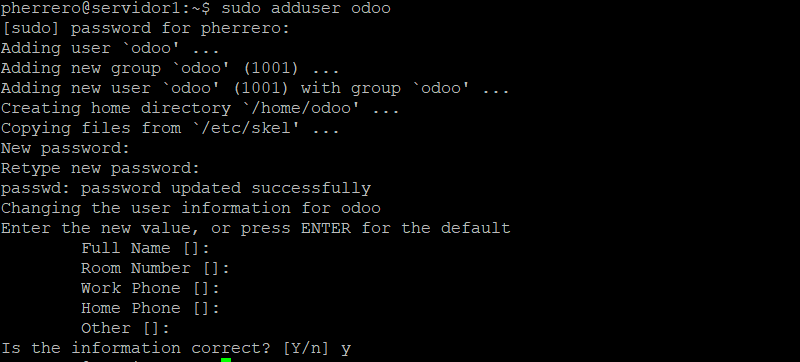 pherrero@servidor1:~$ sudo adduser odoo
[sudo] password for pherrero:
Adding user `odoo' ...
Adding new group `odoo' (1001) ...
Adding new user `odoo' (1001) with group `odoo' ...
Creating home directory `/home/odoo' ...
Copying files from `/etc/skel' ...
New password:
Retype new password:
passwd: password updated successfully
Changing the user information for odoo
Enter the new value, or press ENTER for the default
Full Name []:
Room Number []:
Work Phone []:
Home Phone []:
Other []:
Is the information correct? [Y/n] y